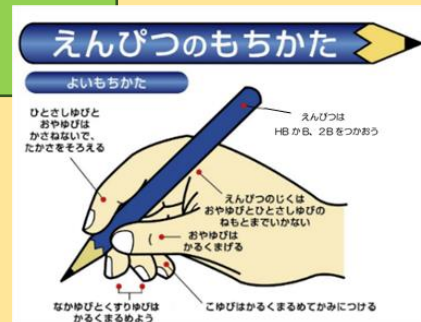 えんぴつのもちかた
よいもちかた
ひとさしゆびと
おやゆびは
かさねないで、
たかさをそろえる
えんぴつは
HBかB、2Bをつかおう
えんぴつのじくは
おやゆびとひとさしゆびの
ねもとまでいかない
おやゆびは
かるくまげる
なかゆびとくすりゆびは
かるくまるめよう
こゆびはかるくまるめてかみにつける